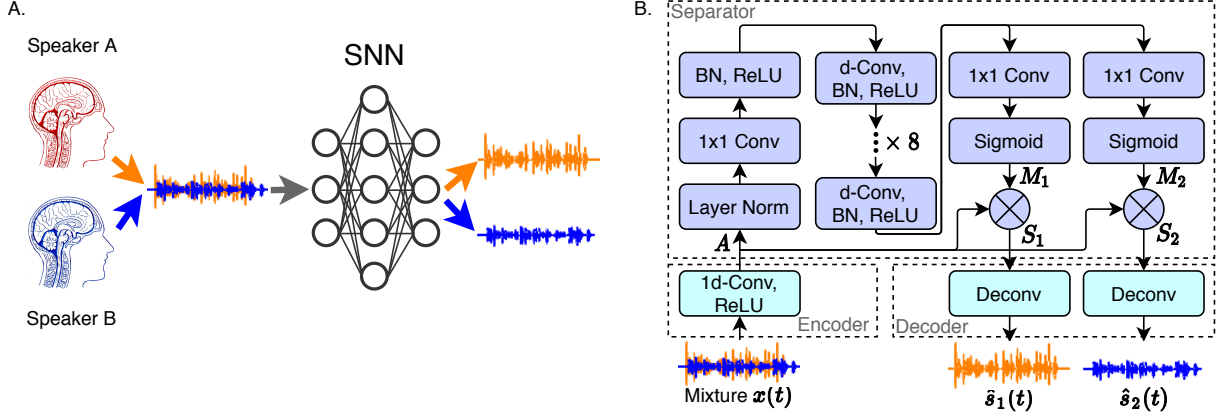 A.
Speaker A
Speaker B
SNN
B.
Separator
BN, ReLU
1x1 Conv
Layer Norm
A
d-Conv,
BN, ReLU
× 8
d-Conv,
BN, ReLU
1x1 Conv
Sigmoid
M₁
S₁
1x1 Conv
Sigmoid
M₂
S₂
1d-Conv,
ReLU
Encoder
Deconv
Deconv
Decoder
Mixture x(t)
ŝ₁(t)
ŝ₂(t)